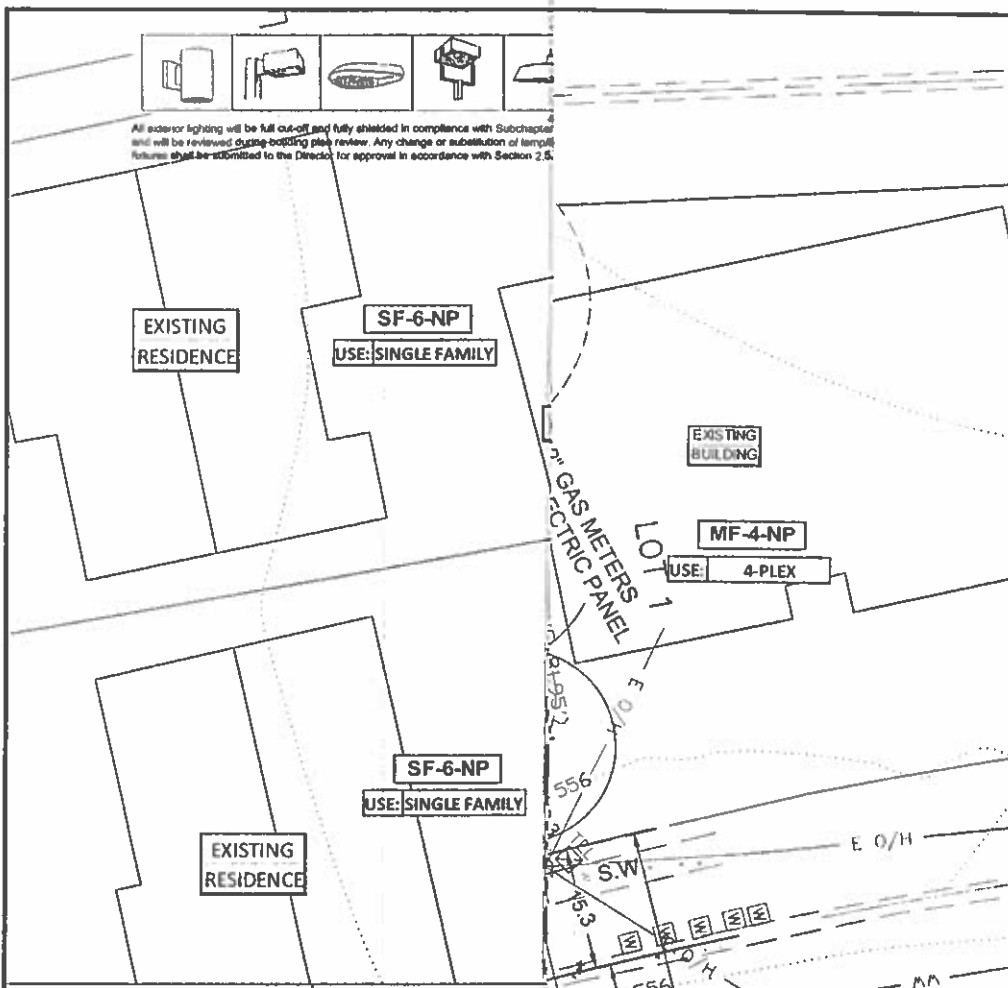 All exterior lighting will be full cut-off and fully shielded in compliance with Subchapter
and will be reviewed during building plan review. Any change or substitution of
fixtures shall be submitted to the Director for approval in accordance with Section 2.5.
EXISTING
RESIDENCE
SF-6-NP
USE: SINGLE FAMILY
EXISTING
BUILDING
2" GAS METERS
ECTRIC PANEL
LOT 1
MF-4-NP
USE: 4-PLEX
E O/H
556
SF-6-NP
USE: SINGLE FAMILY
EXISTING
RESIDENCE
S.W
E O/H
15.3
W
W
W
W
W
O H
556
MM